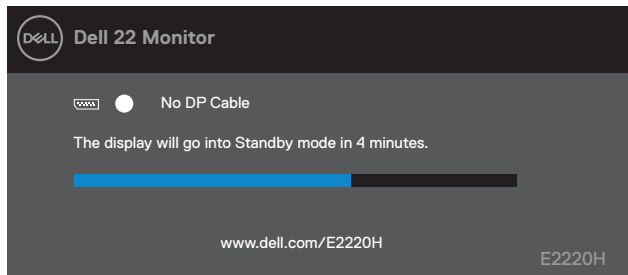 DELL Dell 22 Monitor
No DP Cable
The display will go into Standby mode in 4 minutes.
www.dell.com/E2220H
E2220H